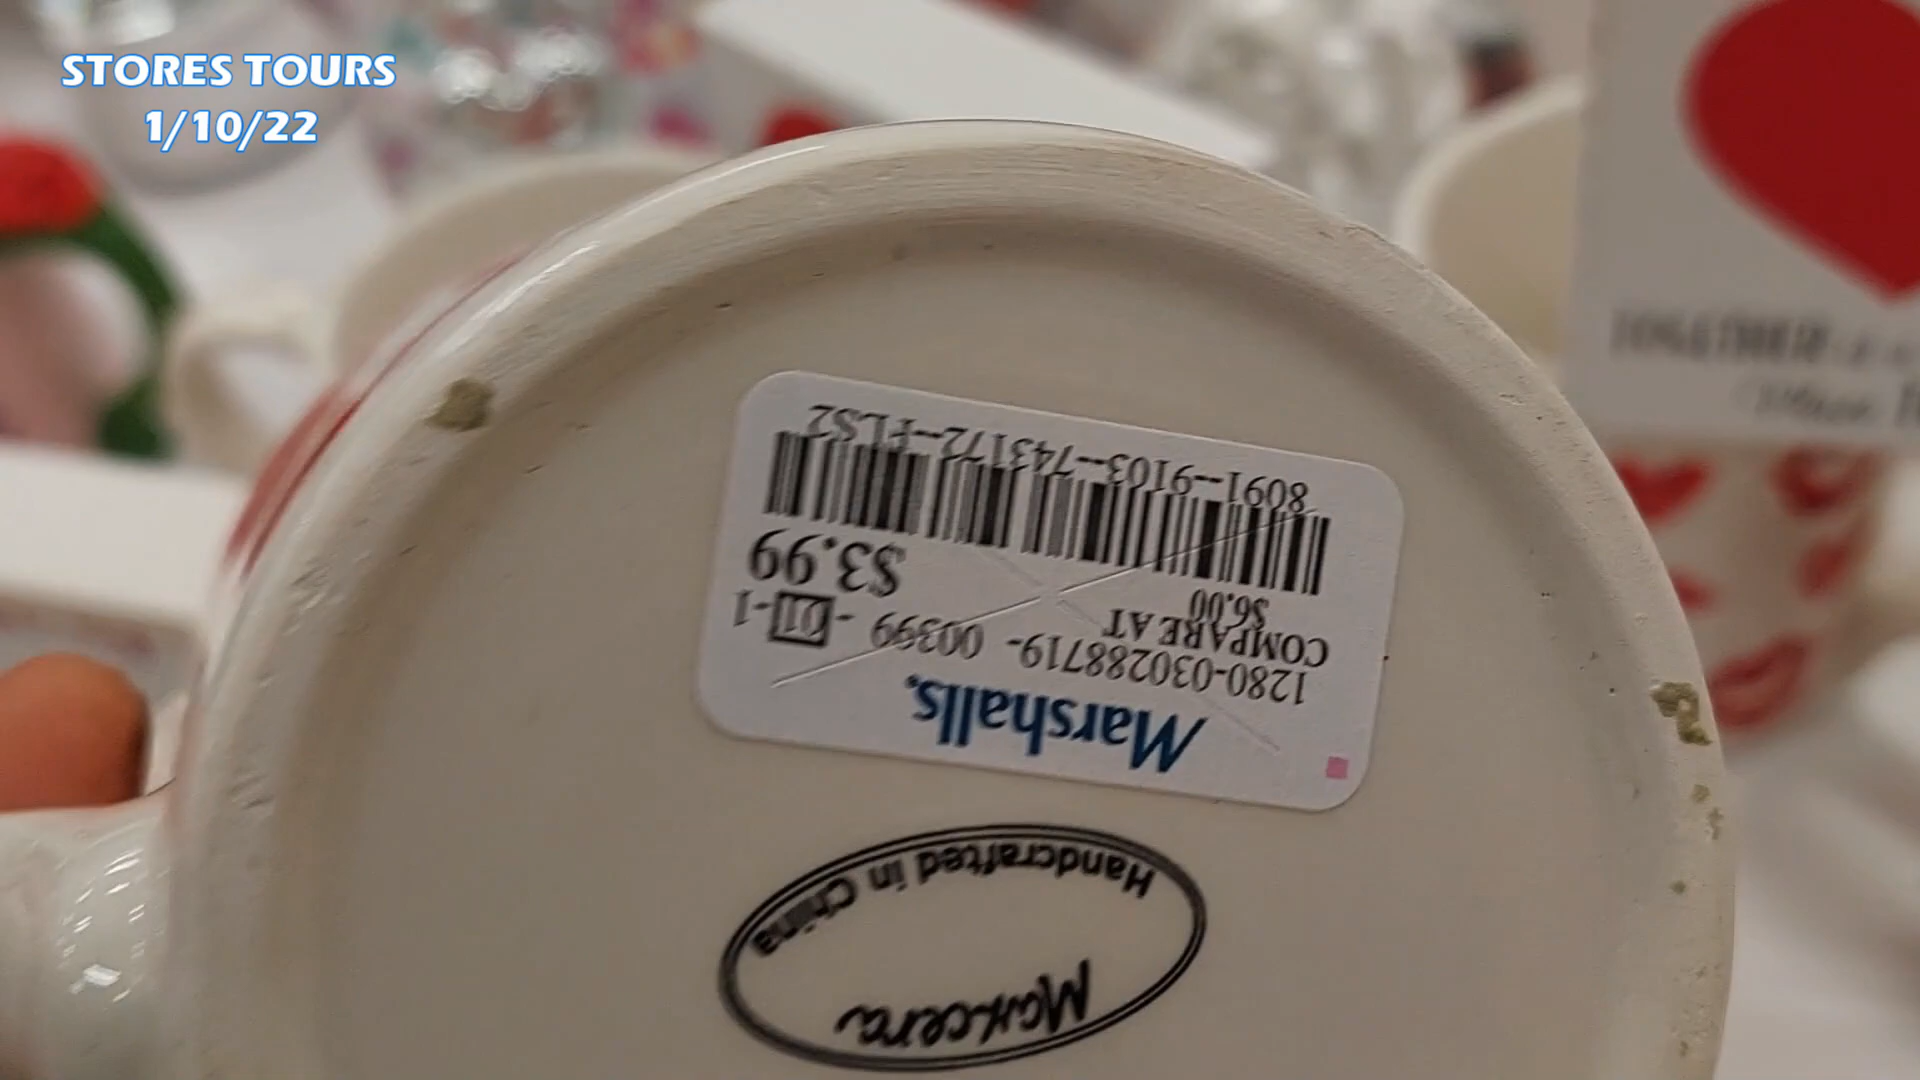 STORES TOURS
1/10/22
Marshalls.
1280-030288719- 00399 - 01-1
COMPARE AT
$6.00
$3.99
8091--9103--743172--FLS2
Maxcera
Handcrafted in China
TOGETHER